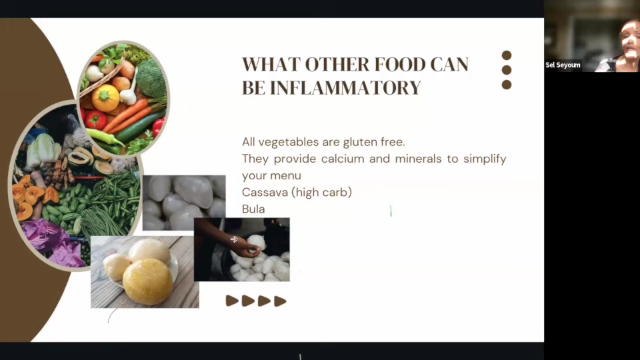 WHAT OTHER FOOD CAN
BE INFLAMMATORY
All vegetables are gluten free.
They provide calcium and minerals to simplify
your menu
Cassava (high carb)
Bula
Sel Seyoum